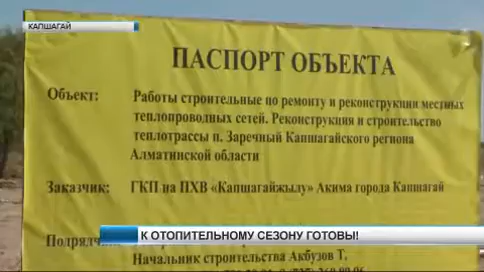 КАПШАГАЙ
ПАСПОРТ ОБЪЕКТА
Объект: Работы строительные по ремонту и реконструкции местных
теплопроводных сетей. Реконструкция и строительство
теплотрассы п. Заречный Капшагайского региона
Алматинской области
Заказчик: ГКП на ПХВ «Капшагайжылу» Акима города Капшагай
К ОТОПИТЕЛЬНОМУ СЕЗОНУ ГОТОВЫ!
Начальник строительства Акбузов Т.